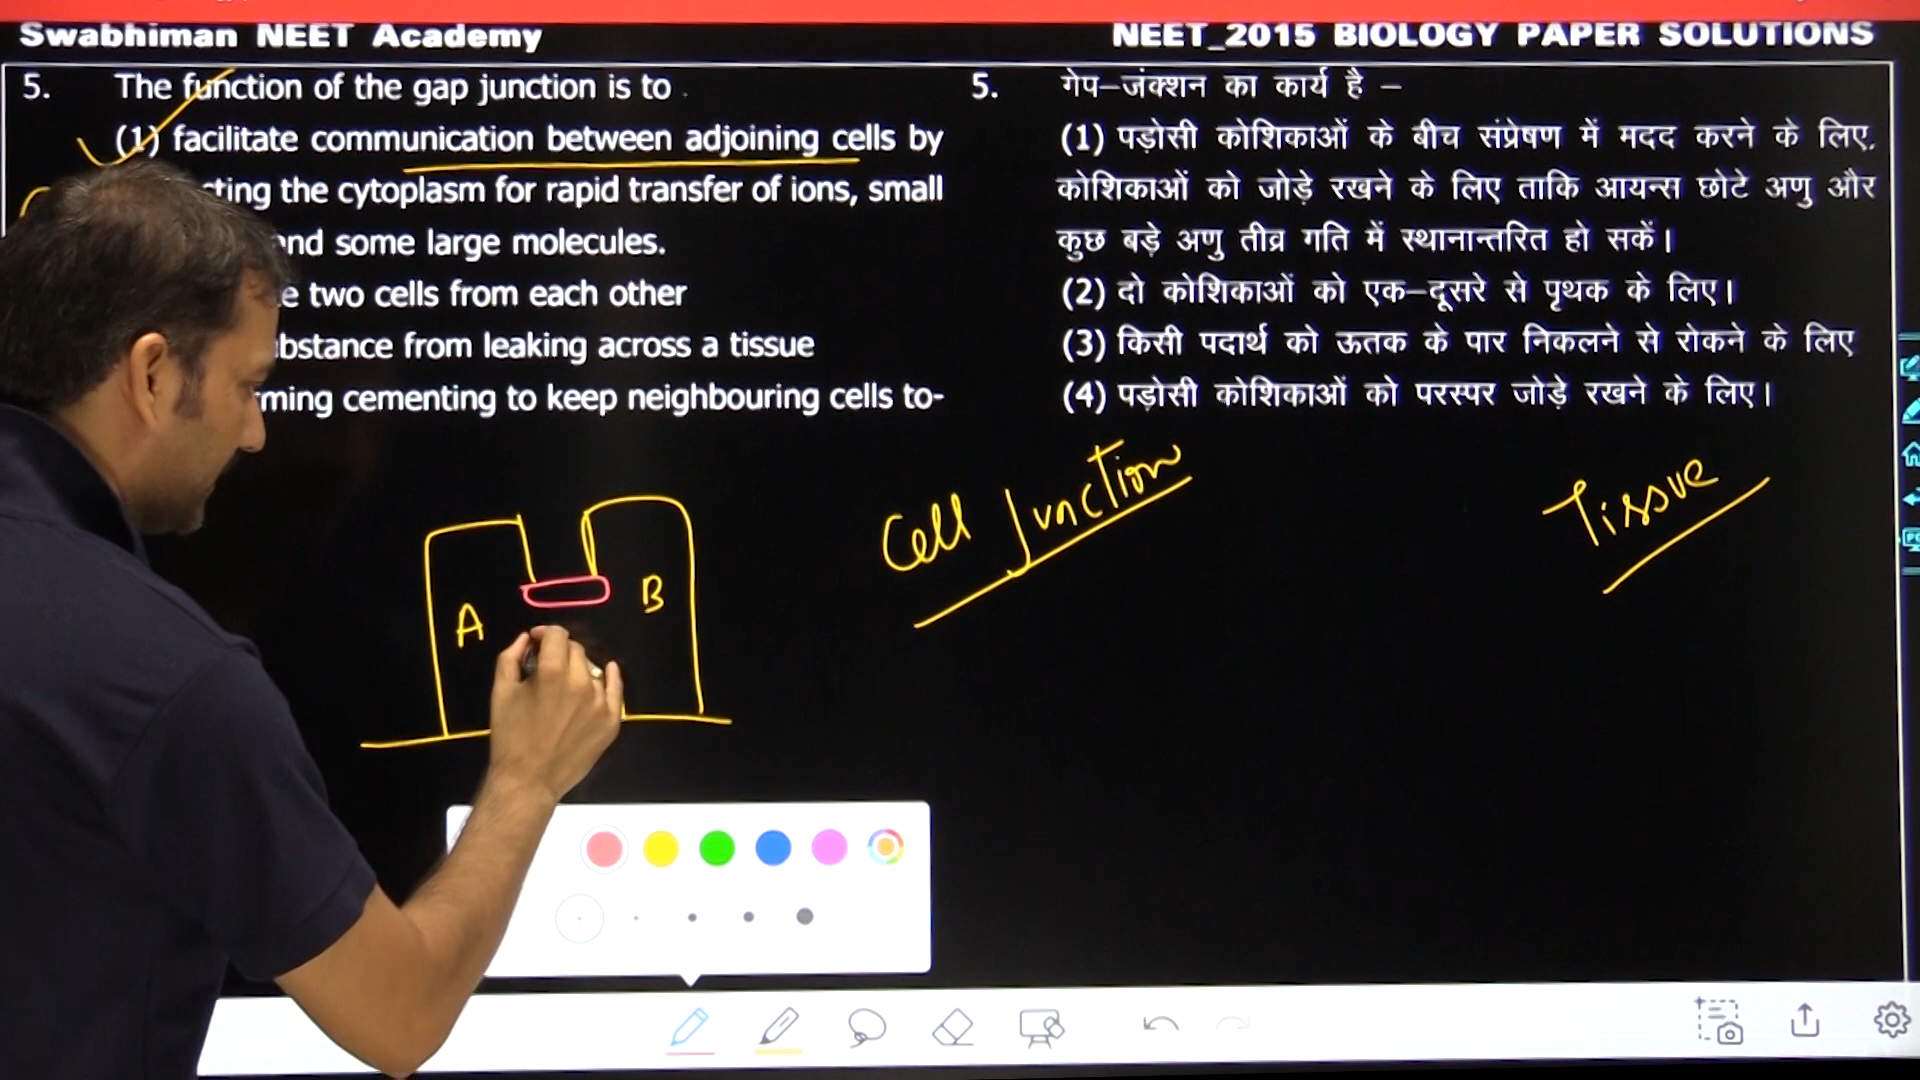 Swabhiman NEET Academy
NEET_2015 BIOLOGY PAPER SOLUTIONS
5. The function of the gap junction is to
(1) facilitate communication between adjoining cells by
the cytoplasm for rapid transfer of ions, small
and some large molecules.
two cells from each other
from leaking across a tissue
cementing to keep neighbouring cells to-
5. गेप–जंक्शन का कार्य है –
(1) पड़ोसी कोशिकाओं के बीच संप्रेषण में मदद करने के लिए,
कोशिकाओं को जोड़े रखने के लिए ताकि आयन्स छोटे अणु और
कुछ बड़े अणु तीव्र गति में स्थानान्तरित हो सकें।
(2) दो कोशिकाओं को एक–दूसरे से पृथक के लिए।
(3) किसी पदार्थ को ऊतक के पार निकलने से रोकने के लिए
(4) पड़ोसी कोशिकाओं को परस्पर जोड़े रखने के लिए।
Cell Junction
Tissue
A
B